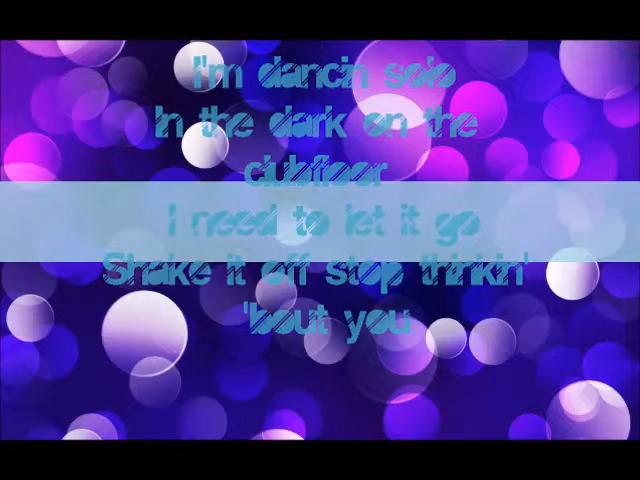 I'm dancin solo
In the dark on the
clubfloor
I need to let it go
Shake it off stop thinkin'
'bout you